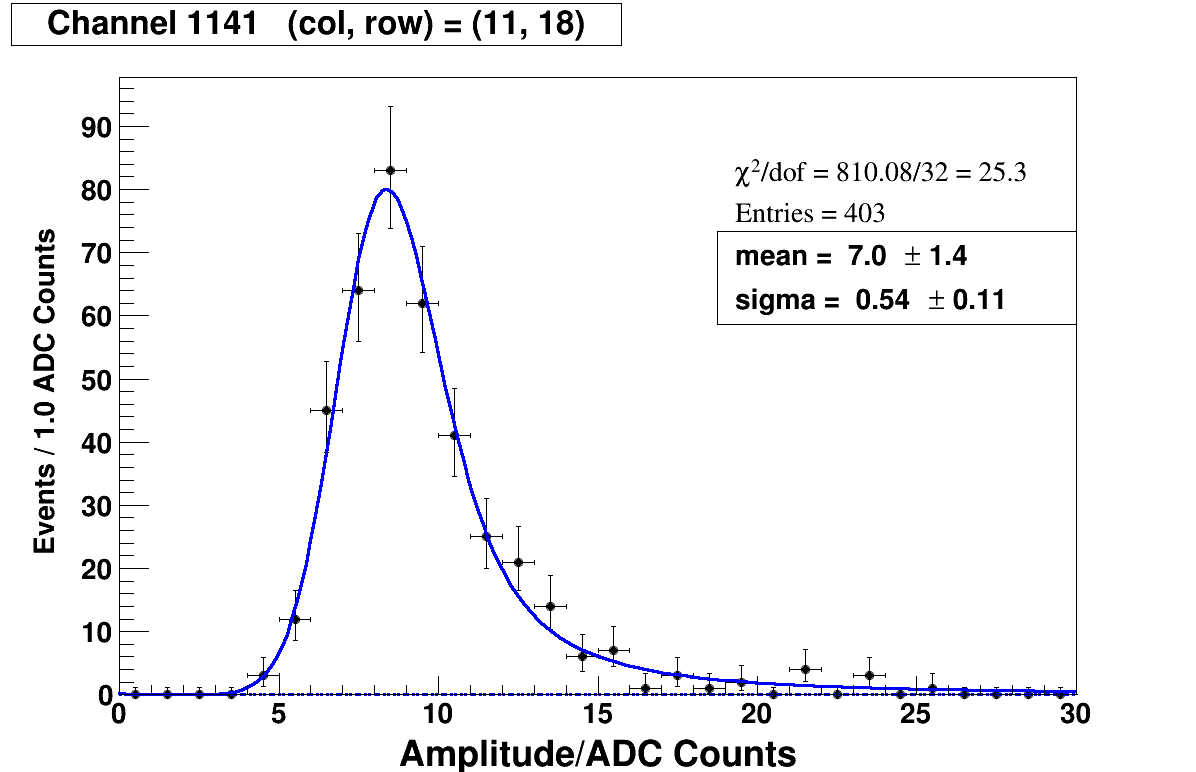 Channel 1141 (col, row) = (11, 18)
χ²/dof = 810.08/32 = 25.3
Entries = 403
mean = 7.0 ± 1.4
sigma = 0.54 ± 0.11
Events / 1.0 ADC Counts
90
80
70
60
50
40
30
20
10
0
0 5 10 15 20 25 30
Amplitude/ADC Counts